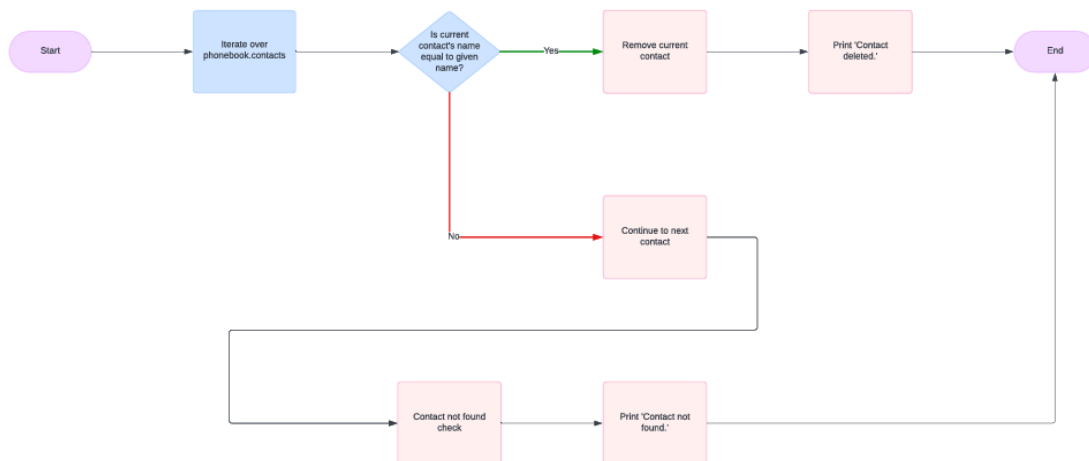 Start
Iterate over
phonebook.contacts
Is current
contact's name
equal to given
name?
Yes
Remove current
contact
Print 'Contact
deleted.'
End
No
Continue to next
contact
Contact not found
check
Print 'Contact not
found.'